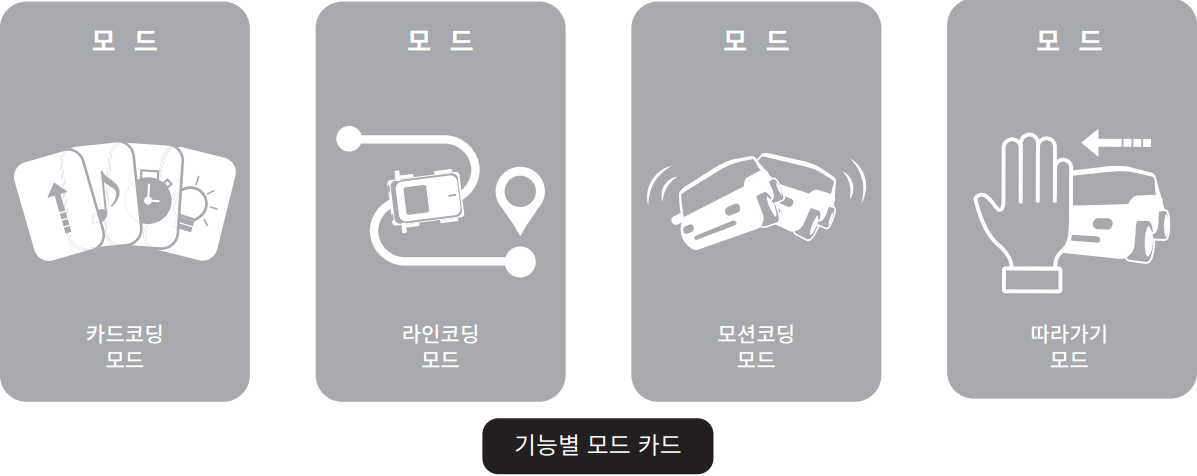 모 드
카드코딩
모드
모 드
라인코딩
모드
모 드
모션코딩
모드
모 드
따라가기
모드
기능별 모드 카드